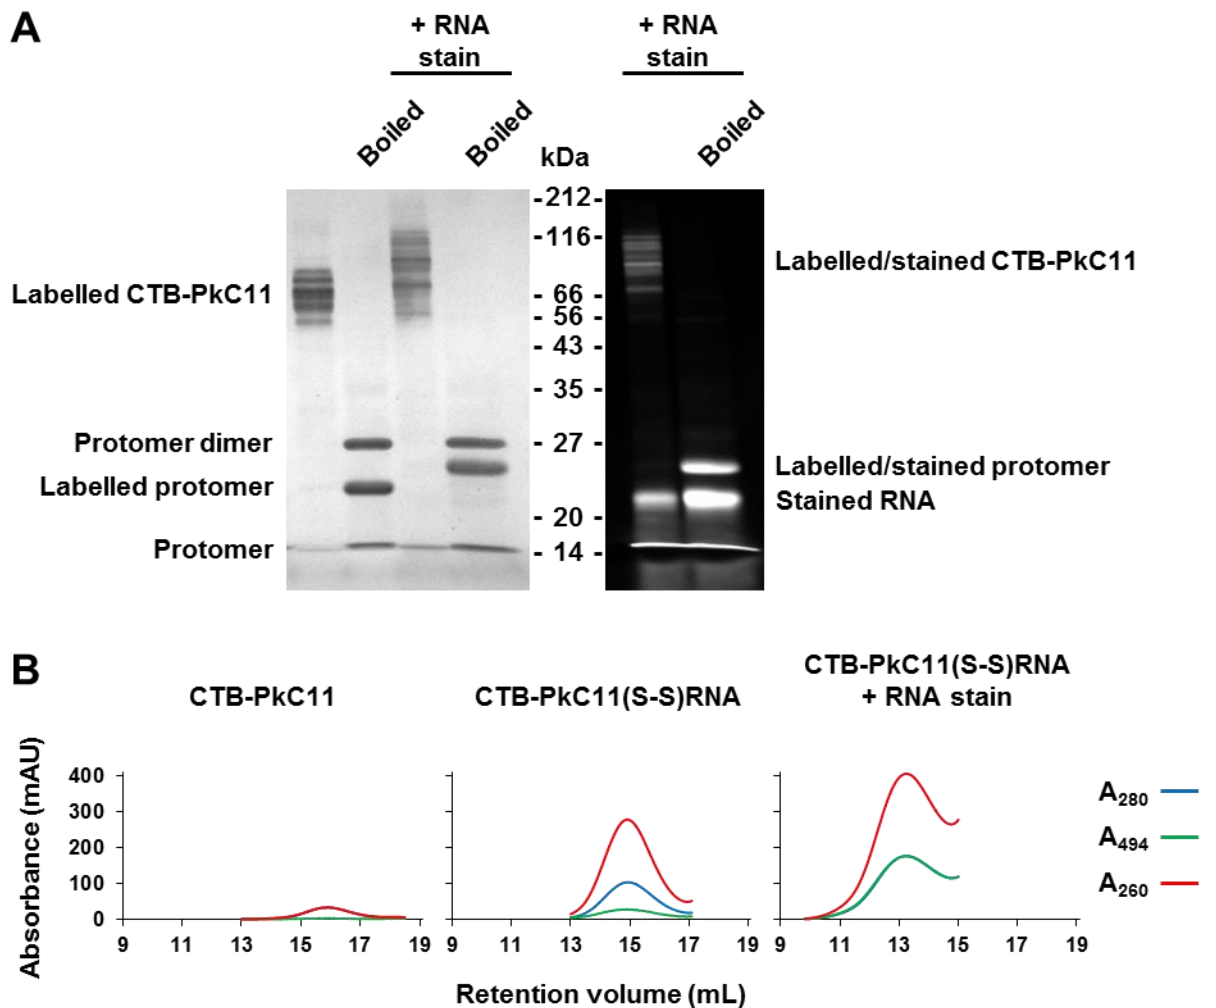 A
+ RNA
stain
+ RNA
stain
Boiled
Boiled
Boiled
kDa
-212-
-116-
Labelled/stained CTB-PkC11
Labelled CTB-PkC11
- 66 -
- 56 -
- 43 -
- 35 -
Protomer dimer
- 27 -
Labelled/stained protomer
Labelled protomer
Stained RNA
- 20 -
Protomer
- 14 -
B
CTB-PkC11
CTB-PkC11(S-S)RNA
CTB-PkC11(S-S)RNA
+ RNA stain
Absorbance (mAU)
400
300
200
100
0
9 11 13 15 17 19
9 11 13 15 17 19
9 11 13 15 17 19
A280
A494
A260
Retention volume (mL)